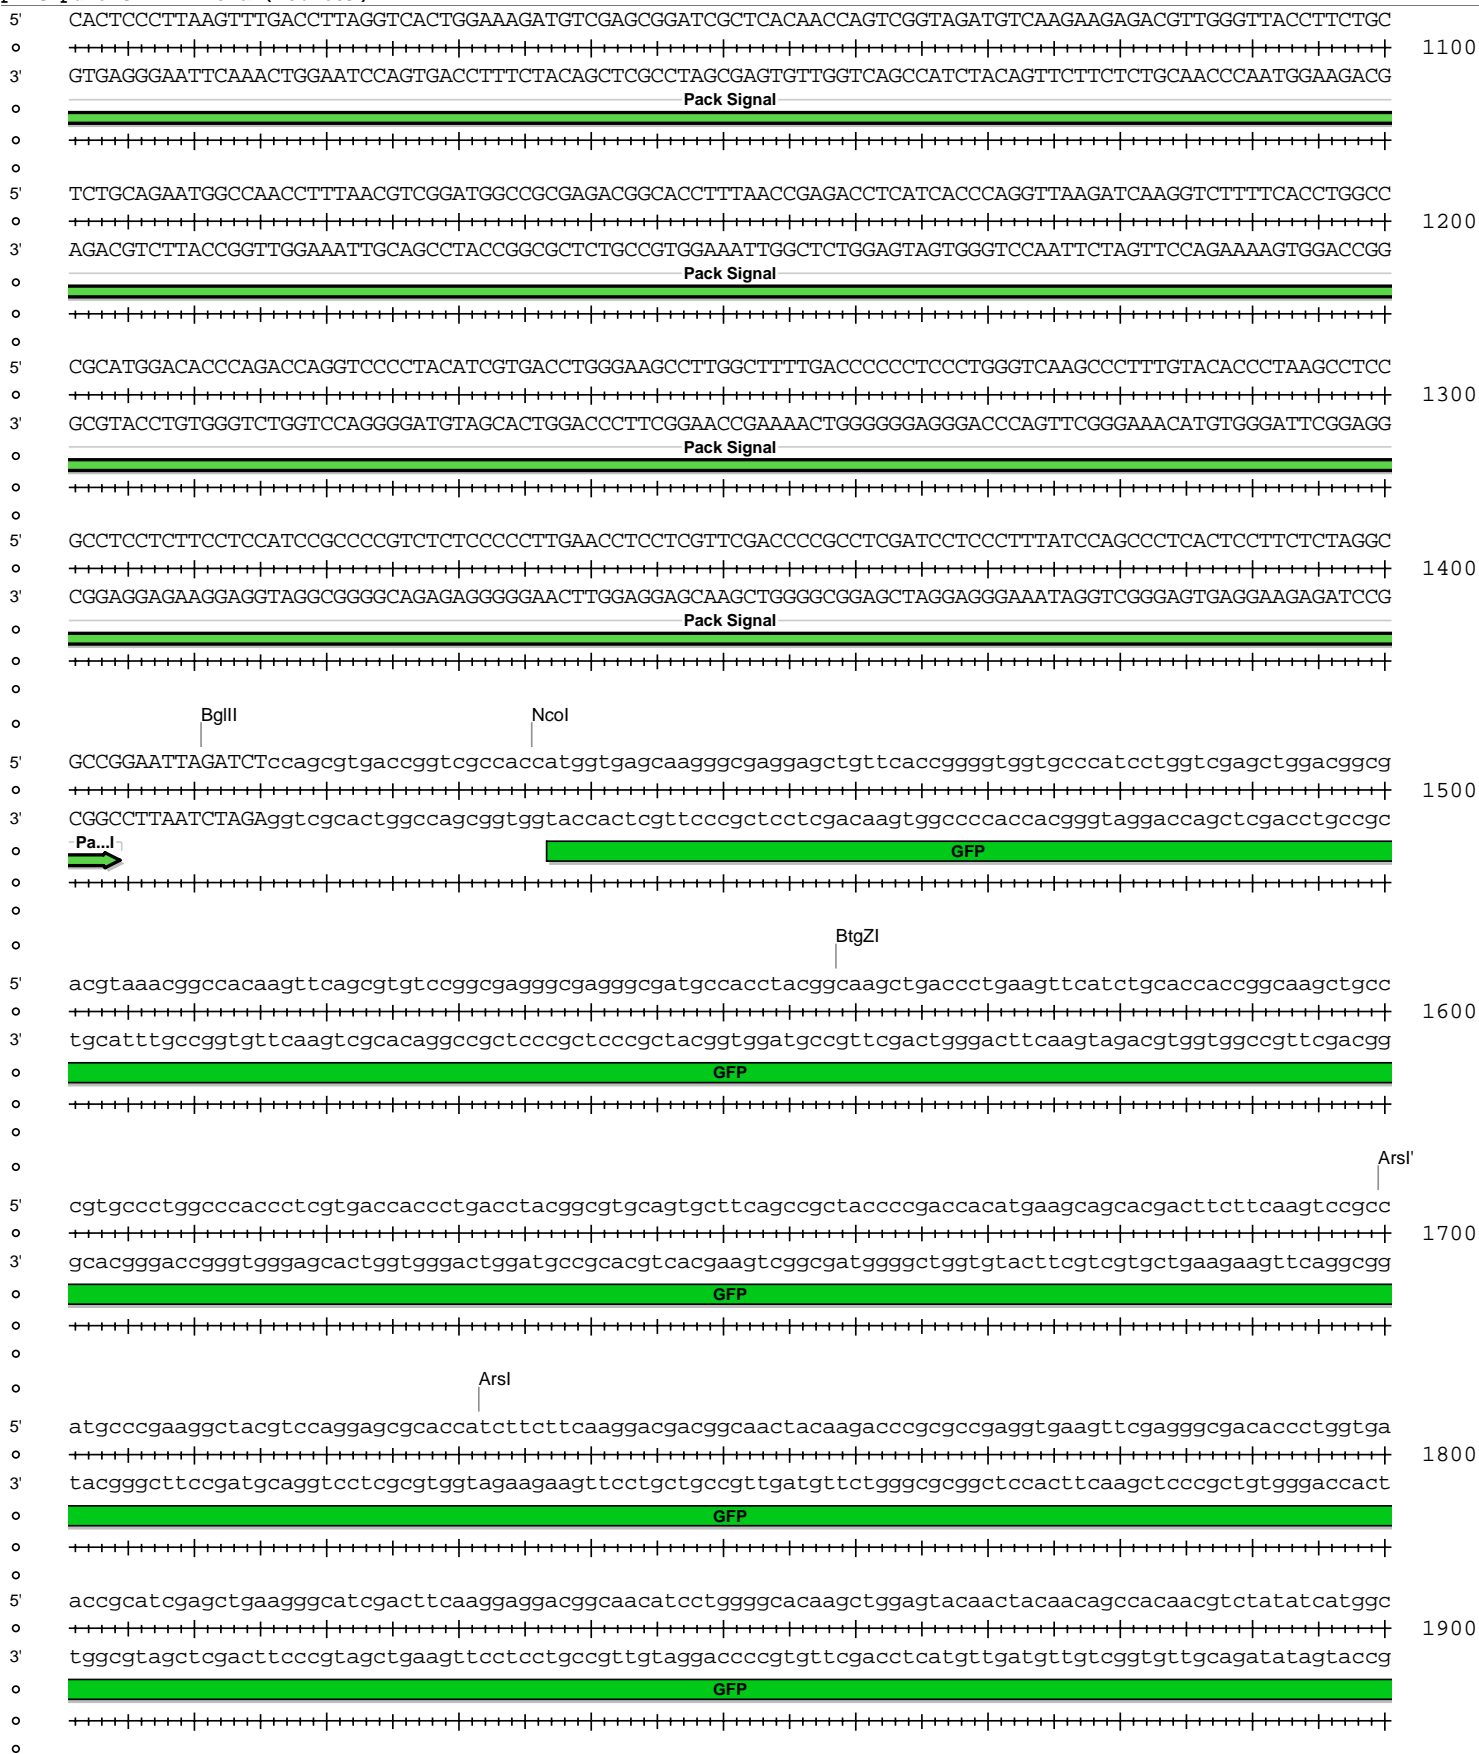 5' CACTCCCTTAAGTTTGACCTTAGGTCACTGGAAAGATGTCGAGCGGATCGCTCACAACCAGTCGGTAGATGTCAAGAAGAGACGTTGGGTTACCTTCTGC
1100
3' GTGAGGGAATTCAAACTGGAATCCAGTGACCTTTCTACAGCTCGCCTAGCGAGTGTTGGTCAGCCATCTACAGTTCTTCTCTGCAACCCAATGGAAGACG
Pack Signal
5' TCTGCAGAATGGCCAACCTTTAACGTCGGATGGCCGCGAGACGGCACCTTTAACCGAGACCTCATCACCCAGGTTAAGATCAAGGTCTTTTCACCTGGCC
1200
3' AGACGTCTTACCGGTTGGAAATTGCAGCCTACCGGCGCTCTGCCGTGGAAATTGGCTCTGGAGTAGTGGGTCCAATTCTAGTTCCAGAAAAGTGGACCGG
Pack Signal
5' CGCATGGACACCCAGACCAGGTCCCCTACATCGTGACCTGGGAAGCCTTGGCTTTTGACCCCCCTCCCTGGGTCAAGCCCTTTGTACACCCTAAGCCTCC
1300
3' GCGTACCTGTGGGTCTGGTCCAGGGGATGTAGCACTGGACCCTTCGGAACCGAAAACTGGGGGGAGGGACCCAGTTCGGGAAACATGTGGGATTCGGAGG
Pack Signal
5' GCCTCCTCTTCCTCCATCCGCCCCGTCTCTCCCCCTTGAACCTCCTCGTTCGACCCCGCCTCGATCCTCCCTTTATCCAGCCCTCACTCCTTCTCTAGGC
1400
3' CGGAGGAGAAGGAGGTAGGCGGGGCAGAGAGGGGGAACTTGGAGGAGCAAGCTGGGGCGGAGCTAGGAGGGAAATAGGTCGGGAGTGAGGAAGAGATCCG
Pack Signal
BglII NcoI
5' GCCGGAATTAGATCTccagcgtgaccggtcgccaccatggtgagcaagggcgaggagctgttcaccggggtggtgcccatcctggtcgagctggacggcg
1500
3' CGGCCTTAATCTAGAggtcgcactggccagcggtggtaccactcgttcccgctcctcgacaagtggccccaccacgggtaggaccagctcgacctgccgc
Pa...l GFP
BtgZI
5' acgtaaacggccacaagttcagcgtgtccggcgagggcgagggcgatgccacctacggcaagctgaccctgaagttcatctgcaccaccggcaagctgcc
1600
3' tgcatttgccggtgttcaagtcgcacaggccgctcccgctcccgctacggtggatgccgttcgactgggacttcaagtagacgtggtggccgttcgacgg
GFP
ArsI'
5' cgtgccctggcccaccctcgtgaccaccctgacctacggcgtgcagtgcttcagccgctaccccgaccacatgaagcagcacgacttcttcaagtccgcc
1700
3' gcacgggaccgggtgggagcactggtgggactggatgccgcacgtcacgaagtcggcgatggggctggtgtacttcgtcgtgctgaagaagttcaggcgg
GFP
ArsI
5' atgcccgaaggctacgtccaggagcgcaccatcttcttcaaggacgacggcaactacaagacccgcgccgaggtgaagttcgagggcgacaccctggtga
1800
3' tacgggcttccgatgcaggtcctcgcgtggtagaagaagttcctgctgccgttgatgttctgggcgcggctccacttcaagctcccgctgtgggaccact
GFP
5' accgcatcgagctgaagggcatcgacttcaaggaggacggcaacatcctggggcacaagctggagtacaactacaacagccacaacgtctatatcatggc
1900
3' tggcgtagctcgacttcccgtagctgaagttcctcctgccgttgtaggaccccgtgttcgacctcatgttgatgttgtcggtgttgcagatatagtaccg
GFP